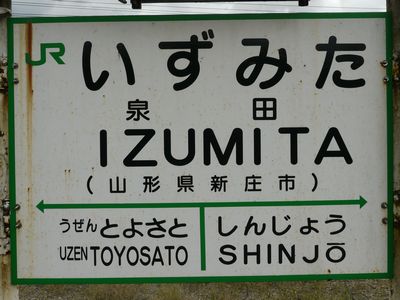 JR いずみた
泉田
IZUMITA
(山形県新庄市)
うぜんとよさと しんじょう
UZEN TOYOSATO SHINJŌ